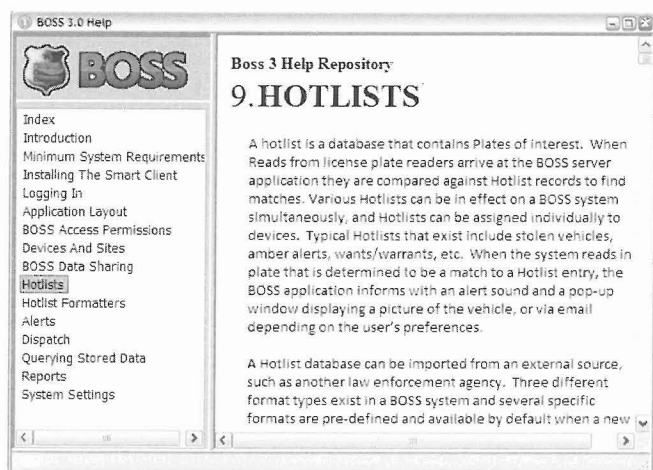 BOSS 3.0 Help
BOSS
Index
Introduction
Minimum System Requirements
Installing The Smart Client
Logging In
Application Layout
BOSS Access Permissions
Devices And Sites
BOSS Data Sharing
Hotlists
Hotlist Formatters
Alerts
Dispatch
Querying Stored Data
Reports
System Settings
Boss 3 Help Repository
9.HOTLISTS
A hotlist is a database that contains Plates of interest. When
Reads from license plate readers arrive at the BOSS server
application they are compared against Hotlist records to find
matches. Various Hotlists can be in effect on a BOSS system
simultaneously, and Hotlists can be assigned individually to
devices. Typical Hotlists that exist include stolen vehicles,
amber alerts, wants/warrants, etc. When the system reads in
plate that is determined to be a match to a Hotlist entry, the
BOSS application informs with an alert sound and a pop-up
window displaying a picture of the vehicle, or via email
depending on the user's preferences.
A Hotlist database can be imported from an external source,
such as another law enforcement agency. Three different
format types exist in a BOSS system and several specific
formats are pre-defined and available by default when a new